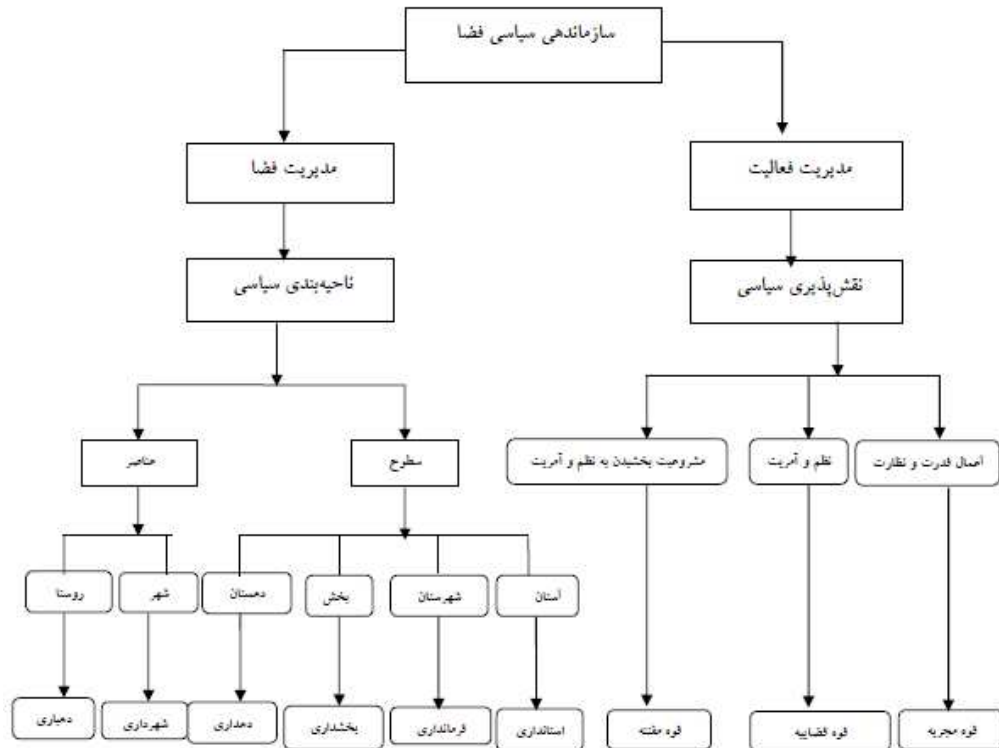 سازماندهی سیاسی فضا
مدیریت فعالیت
مدیریت فضا
نقش‌پذیری سیاسی
ناحیه‌بندی سیاسی
اعمال قدرت و نظارت
نظم و آمریت
مشروعیت بخشیدن به نظم و آمریت
سطوح
عناصر
آستان
شهرستان
بخش
دهستان
شهر
روستا
قوه مجریه
قوه قضاییه
قوه مقننه
استانداری
فرمانداری
بخشداری
دهداری
شهرداری
دهیاری